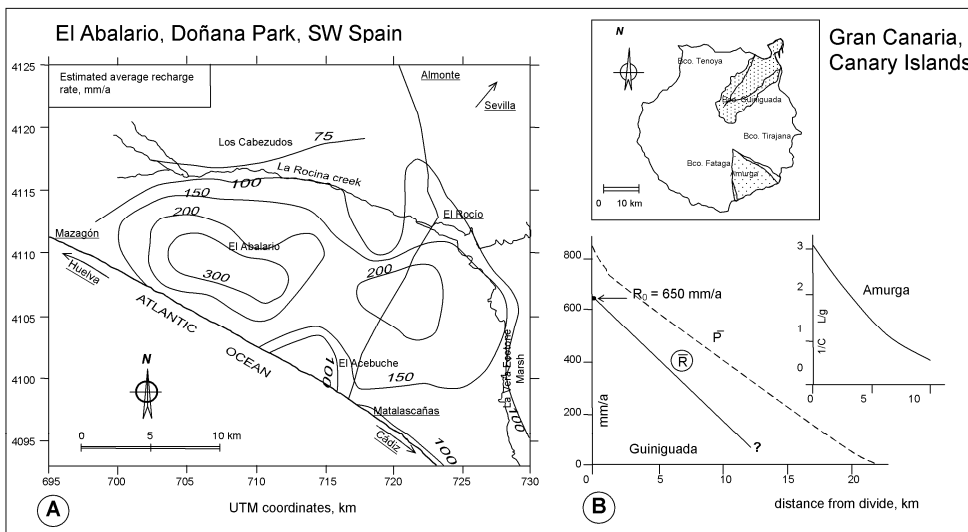 El Abalario, Doñana Park, SW Spain
Estimated average recharge
rate, mm/a
4125
4120
4115
4110
4105
4100
4095
695
700
705
710
715
720
725
730
UTM coordinates, km
Almonte
Sevilla
Los Cabezudos
75
La Rocina creek
100
150
200
El Rocío
Mazagón
El Abalario
Huelva
300
200
ATLANTIC
OCEAN
El Acebuche
100
150
La Vera Ecotone
Marsh
100
Matalascañas
100
Cádiz
N
0 5 10 km
A
Gran Canaria,
Canary Islands
N
Bco. Tenoya
Bco. Guiniguada
Bco. Tirajana
Bco. Fataga
Amurga
0 10 km
800
600
400
200
0
mm/a
R0 = 650 mm/a
P̅
R̅
Guiniguada
?
0 5 10 15 20
distance from divide, km
3
2
1
0
1/C L/g
Amurga
0 5 10
B